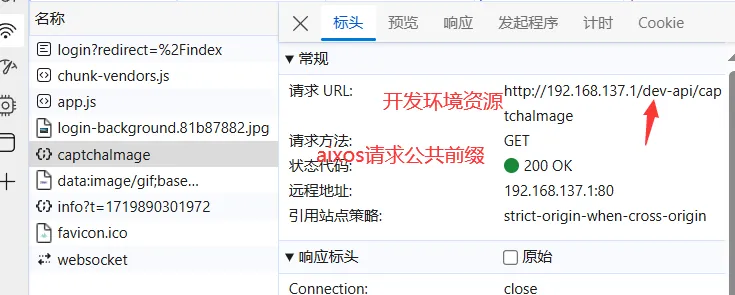 名称
login?redirect=%2Findex
chunk-vendors.js
app.js
login-background.81b87882.jpg
captchaImage
data:image/gif;base...
info?t=1719890301972
favicon.ico
websocket
标头 预览 响应 发起程序 计时 Cookie
▼常规
请求 URL: http://192.168.137.1/dev-api/cap
tchaImage
开发环境资源
请求方法: GET
aixos请求公共前缀
状态代码: 200 OK
远程地址: 192.168.137.1:80
引用站点策略: strict-origin-when-cross-origin
▼响应标头 原始
Connection: close